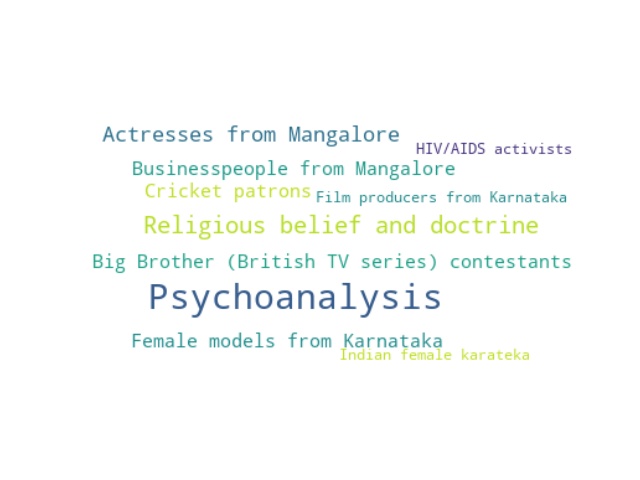 Actresses from Mangalore
HIV/AIDS activists
Businesspeople from Mangalore
Cricket patrons
Film producers from Karnataka
Religious belief and doctrine
Big Brother (British TV series) contestants
Psychoanalysis
Female models from Karnataka
Indian female karateka